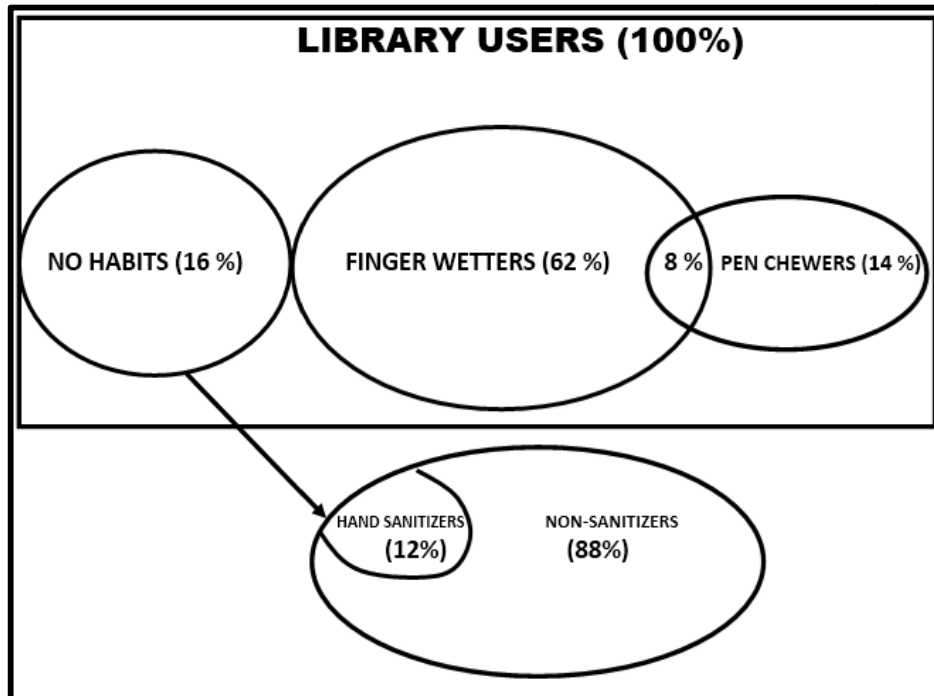 LIBRARY USERS (100%)
NO HABITS (16 %)
FINGER WETTERS (62 %)
8 %
PEN CHEWERS (14 %)
HAND SANITIZERS
(12%)
NON-SANITIZERS
(88%)